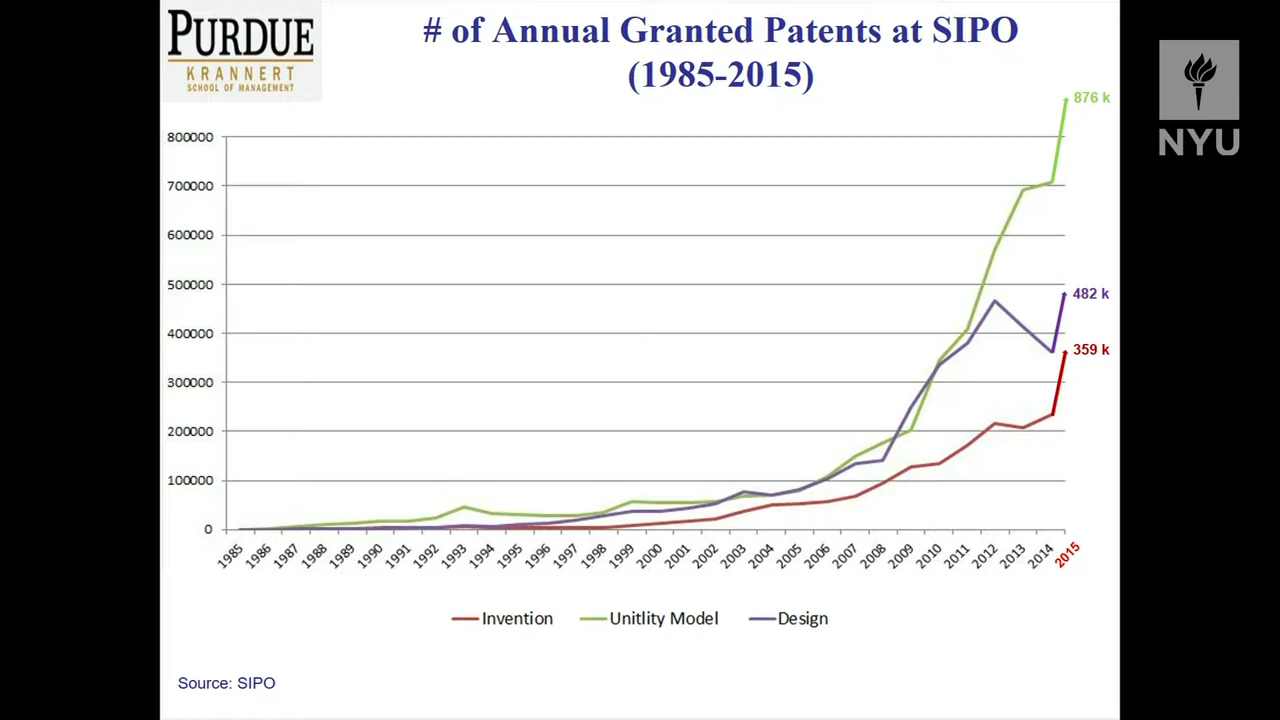 PURDUE
KRANNERT
SCHOOL OF MANAGEMENT
# of Annual Granted Patents at SIPO
(1985-2015)
NYU
876 k
800000
700000
600000
500000
482 k
400000
359 k
300000
200000
100000
0
1985 1986 1987 1988 1989 1990 1991 1992 1993 1994 1995 1996 1997 1998 1999 2000 2001 2002 2003 2004 2005 2006 2007 2008 2009 2010 2011 2012 2013 2014 2015
Invention Unitlity Model Design
Source: SIPO